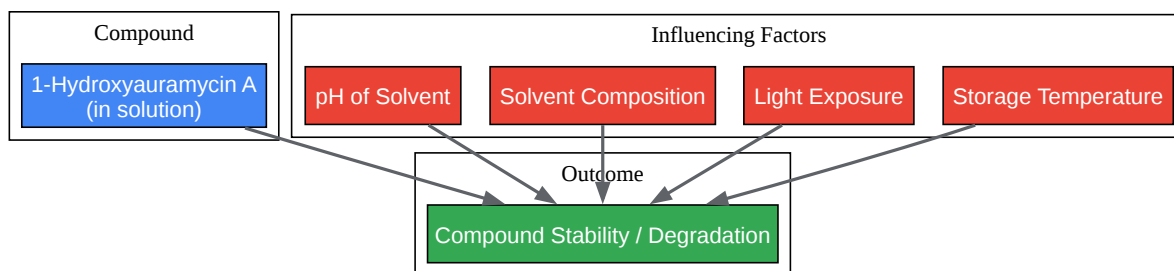 Compound
Influencing Factors
1-Hydroxyauramycin A
(in solution)
pH of Solvent
Solvent Composition
Light Exposure
Storage Temperature
Outcome
Compound Stability / Degradation